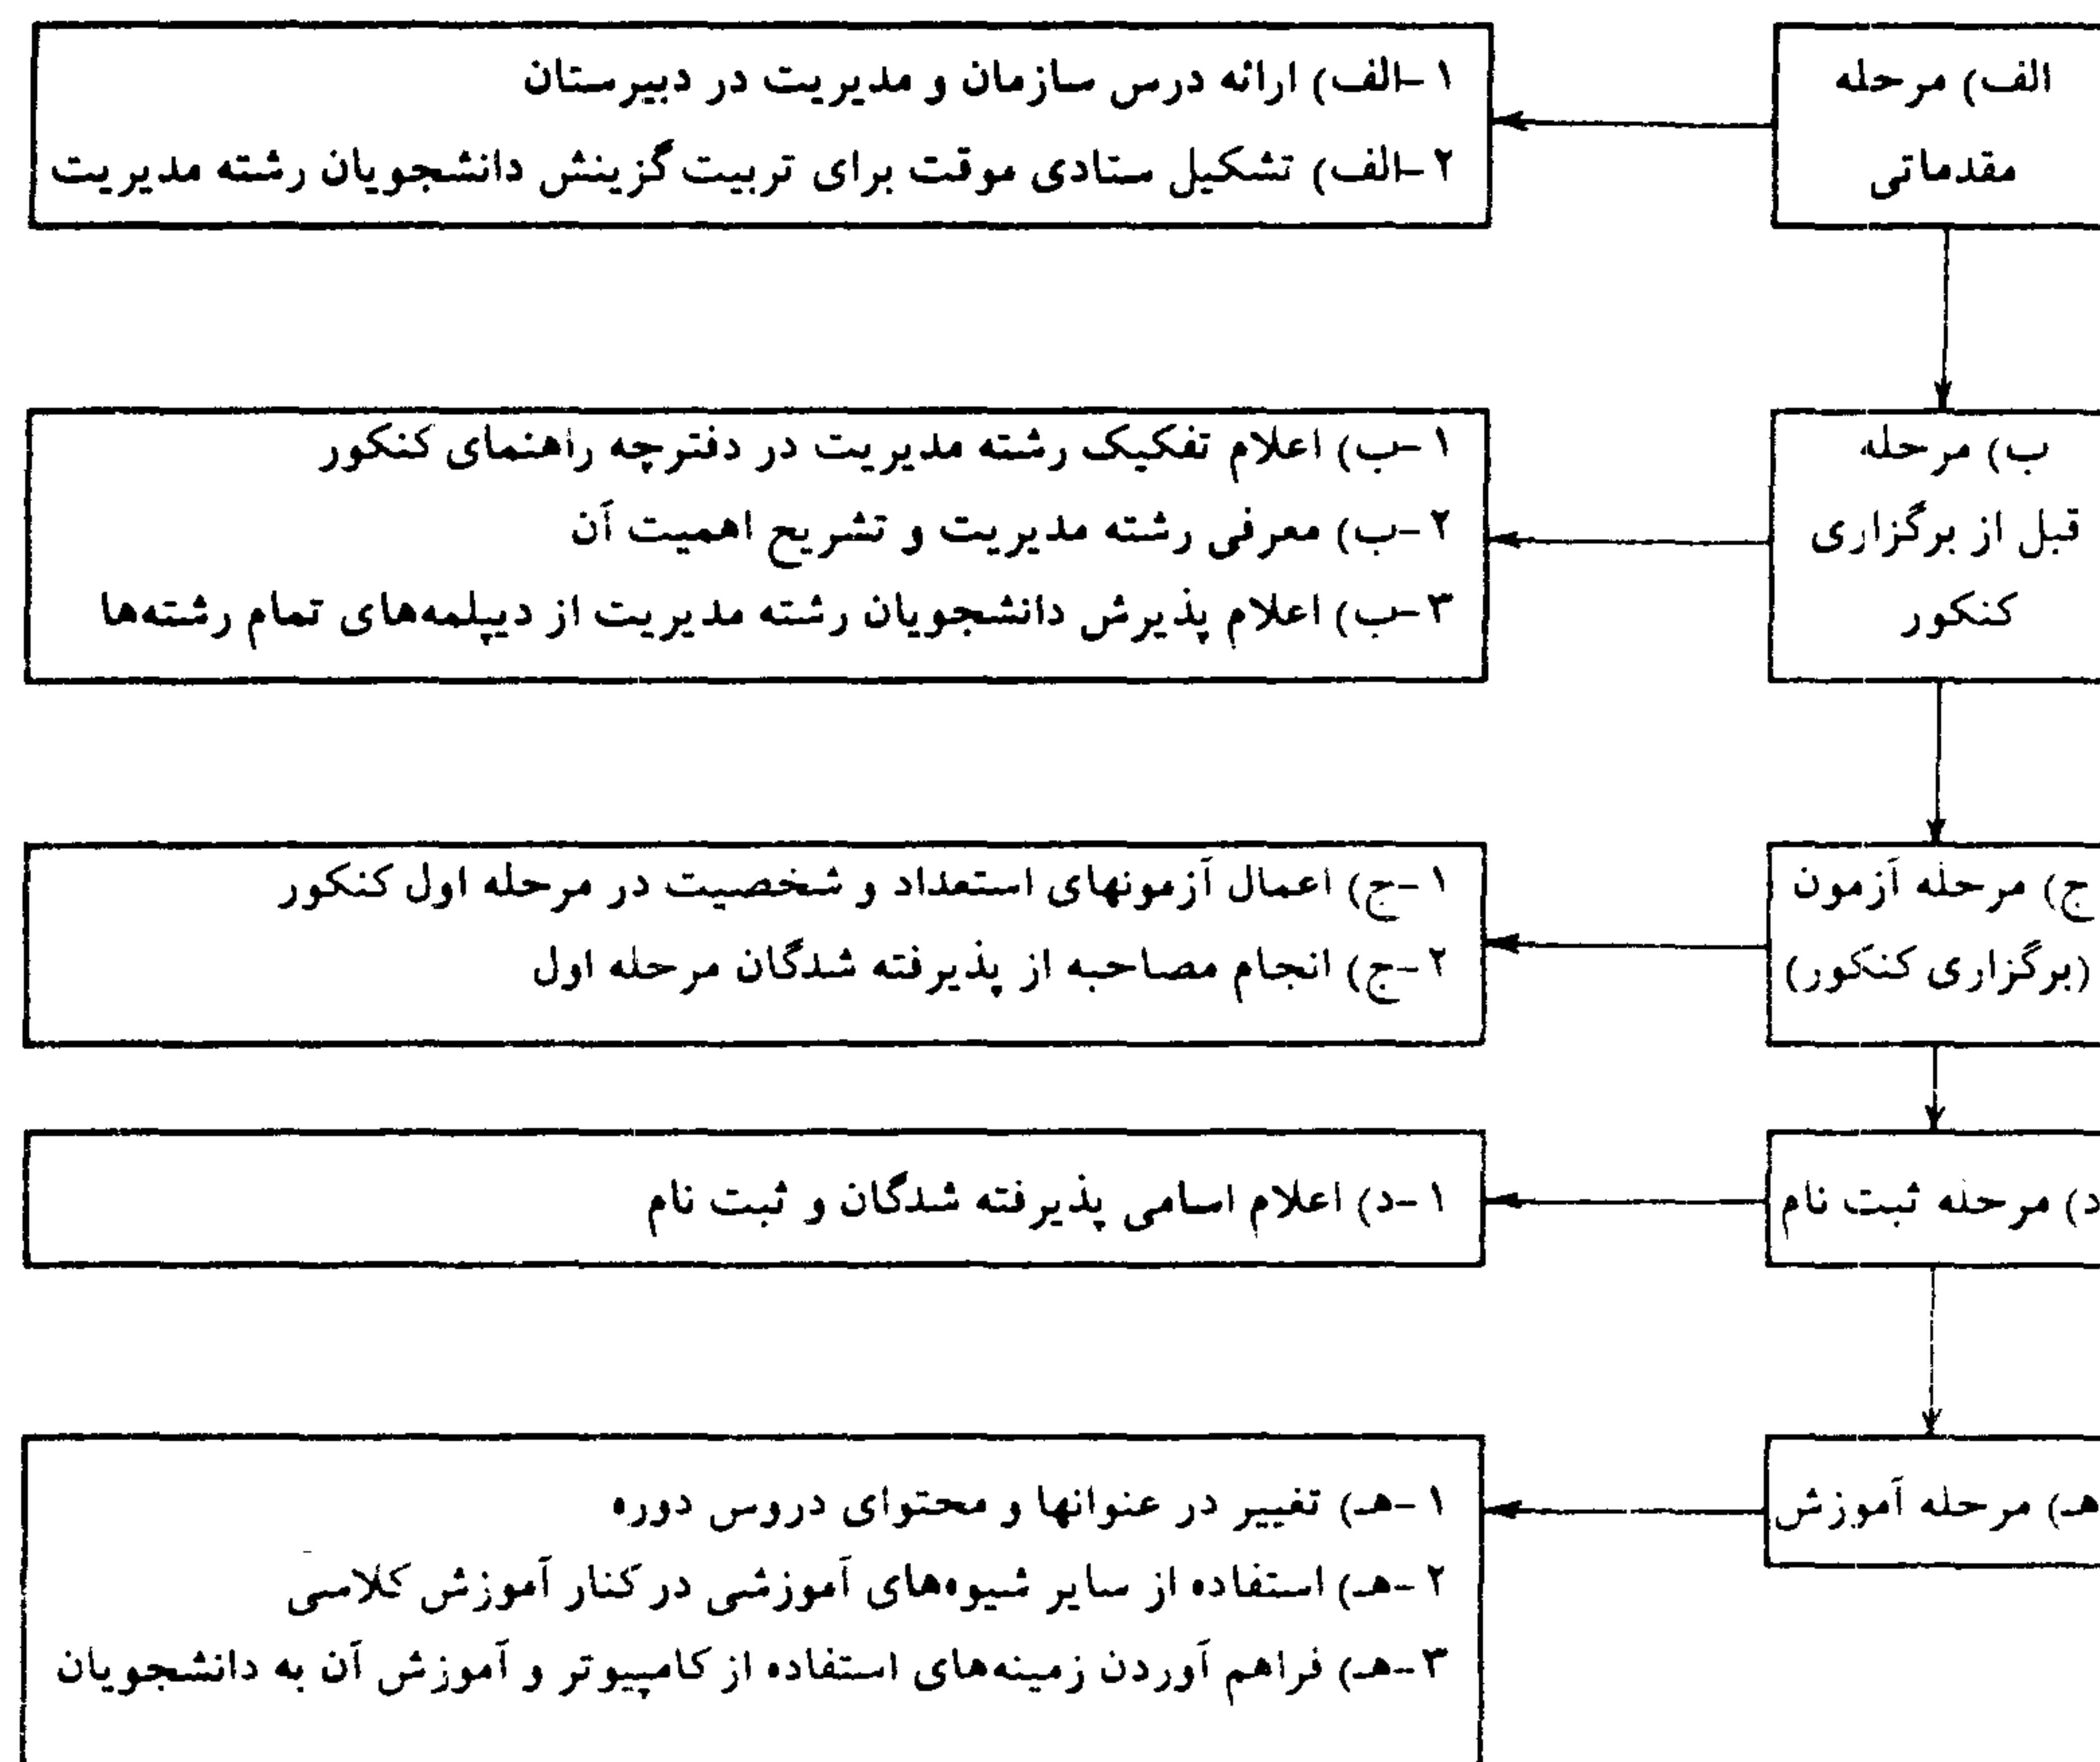 الف) مرحله
مقدماتی
۱-الف) ارائه درس سازمان و مدیریت در دبیرستان
۲-الف) تشکیل ستادی موقت برای تربیت گزینش دانشجویان رشته مدیریت
ب) مرحله
قبل از برگزاری
کنکور
۱-ب) اعلام تفکیک رشته مدیریت در دفترچه راهنمای کنکور
۲-ب) معرفی رشته مدیریت و تشریح اهمیت آن
۳-ب) اعلام پذیرش دانشجویان رشته مدیریت از دیپلمه‌های تمام رشته‌ها
ج) مرحله آزمون
(برگزاری کنکور)
۱-ج) اعمال آزمونهای استعداد و شخصیت در مرحله اول کنکور
۲-ج) انجام مصاحبه از پذیرفته شدگان مرحله اول
د) مرحله ثبت نام
۱-د) اعلام اسامی پذیرفته شدگان و ثبت نام
هـ) مرحله آموزش
۱-هـ) تغییر در عنوانها و محتوای دروس دوره
۲-هـ) استفاده از سایر شیوه‌های آموزشی در کنار آموزش کلاسی
۳-هـ) فراهم آوردن زمینه‌های استفاده از کامپیوتر و آموزش آن به دانشجویان